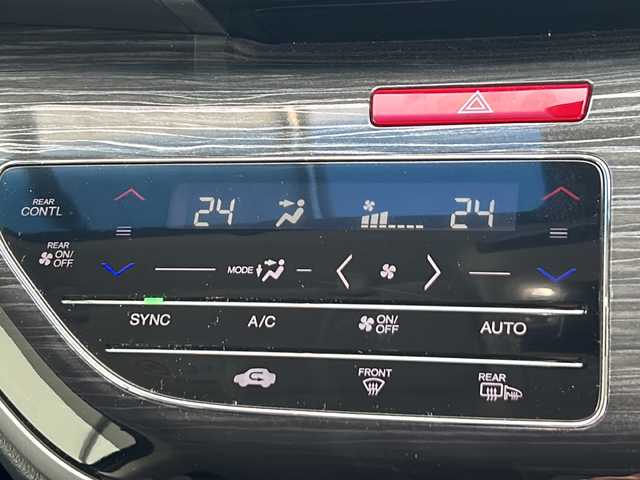 REAR
CONTL
24
24
REAR
ON/
OFF
MODE
SYNC
A/C
ON/
OFF
AUTO
FRONT
REAR